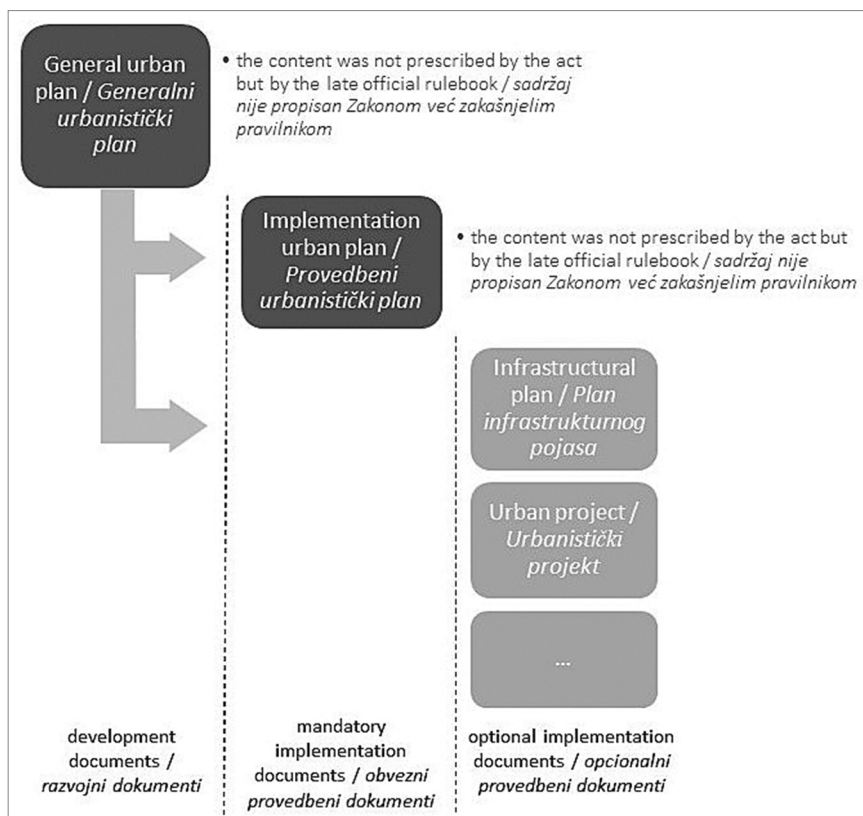 General urban
plan / Generalni
urbanistički
plan
• the content was not prescribed by the act
but by the late official rulebook / sadržaj
nije propisan Zakonom već zakašnjelim
pravilnikom
Implementation
urban plan /
Provedbeni
urbanistički plan
• the content was not prescribed by the act but
by the late official rulebook / sadržaj nije
propisan Zakonom već zakašnjelim pravilnikom
Infrastructural
plan / Plan
infrastrukturnog
pojasa
Urban project /
Urbanistički
projekt
...
development
documents /
razvojni dokumenti
mandatory
implementation
documents / obvezni
provedbeni dokumenti
optional implementation
documents / opcionalni
provedbeni dokumenti